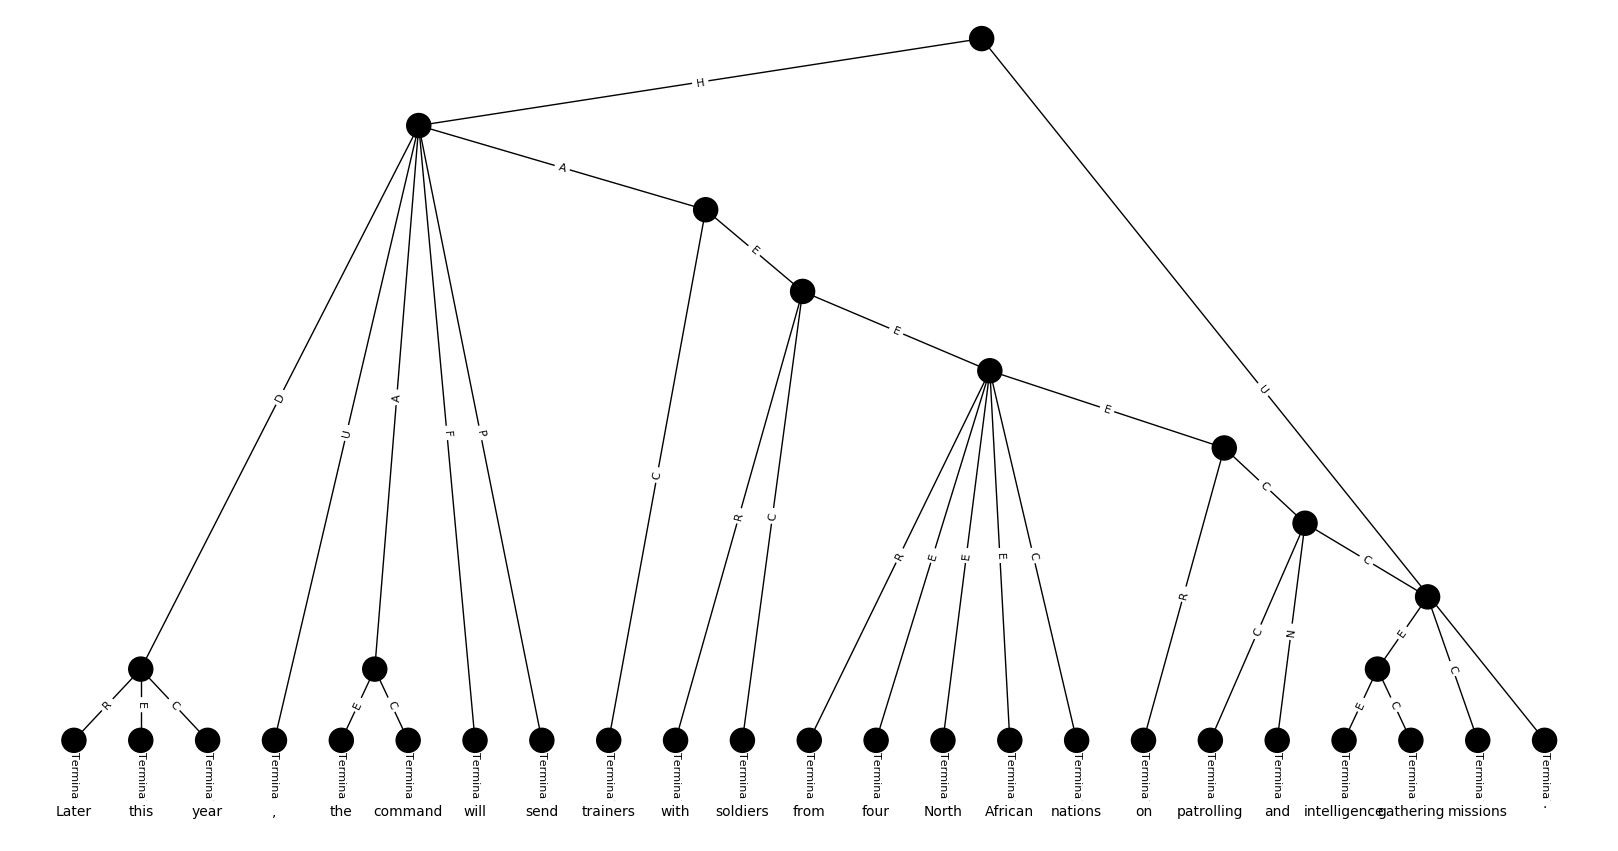 H
A
E
E
U
D
A
U
F
P
E
C
C
R
C
R
E
E
E
C
C
R
C
N
E
C
R
E
C
E
C
E
C
Termina Termina Termina Termina Termina Termina Termina Termina Termina Termina Termina Termina Termina Termina Termina Termina Termina Termina Termina Termina Termina Termina Termina
Later this year , the command will send trainers with soldiers from four North African nations on patrolling and intelligence gathering missions .